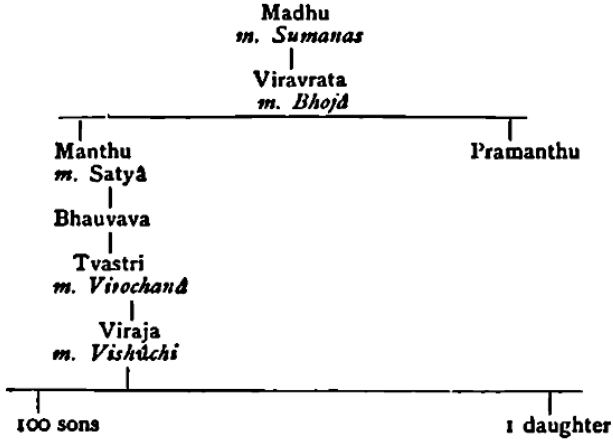 Madhu
m. Sumanas
Viravrata
m. Bhojâ
Manthu Pramanthu
m. Satyâ
Bhauvava
Tvastri
m. Virochanâ
Viraja
m. Vishûchi
100 sons 1 daughter